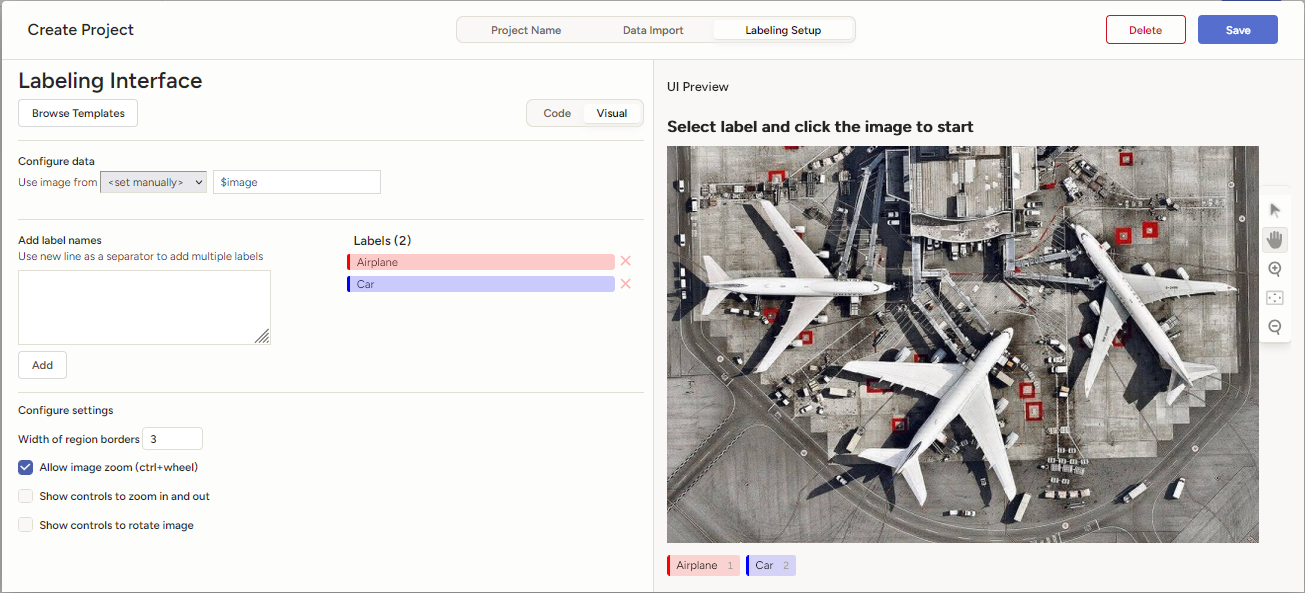 Create Project
Project Name
Data Import
Labeling Setup
Delete
Save
Labeling Interface
Browse Templates
Code
Visual
Configure data
Use image from
<set manually>
$image
Add label names
Use new line as a separator to add multiple labels
Add
Labels (2)
Airplane
Car
Configure settings
Width of region borders 3
Allow image zoom (ctrl+wheel)
Show controls to zoom in and out
Show controls to rotate image
UI Preview
Select label and click the image to start
Airplane 1
Car 2